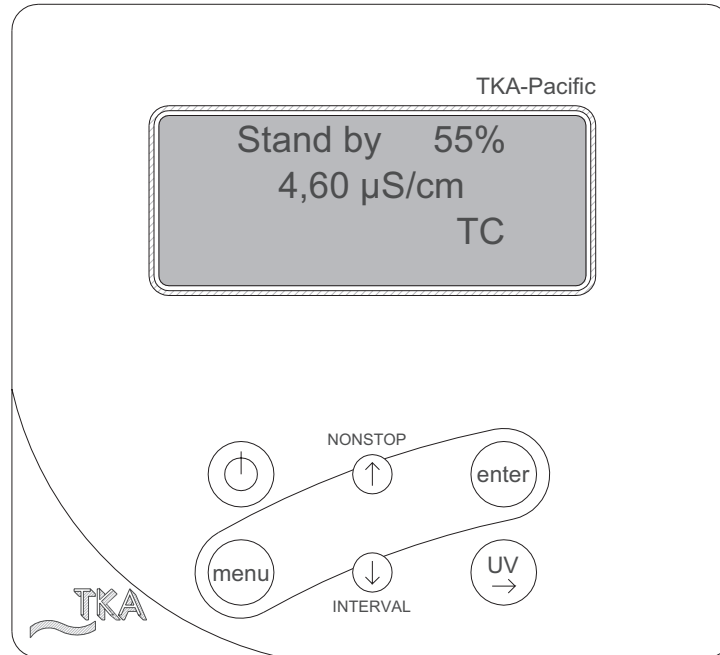 TKA-Pacific
Stand by 55%
4,60 µS/cm
TC
NONSTOP
enter
menu
UV
INTERVAL
TKA